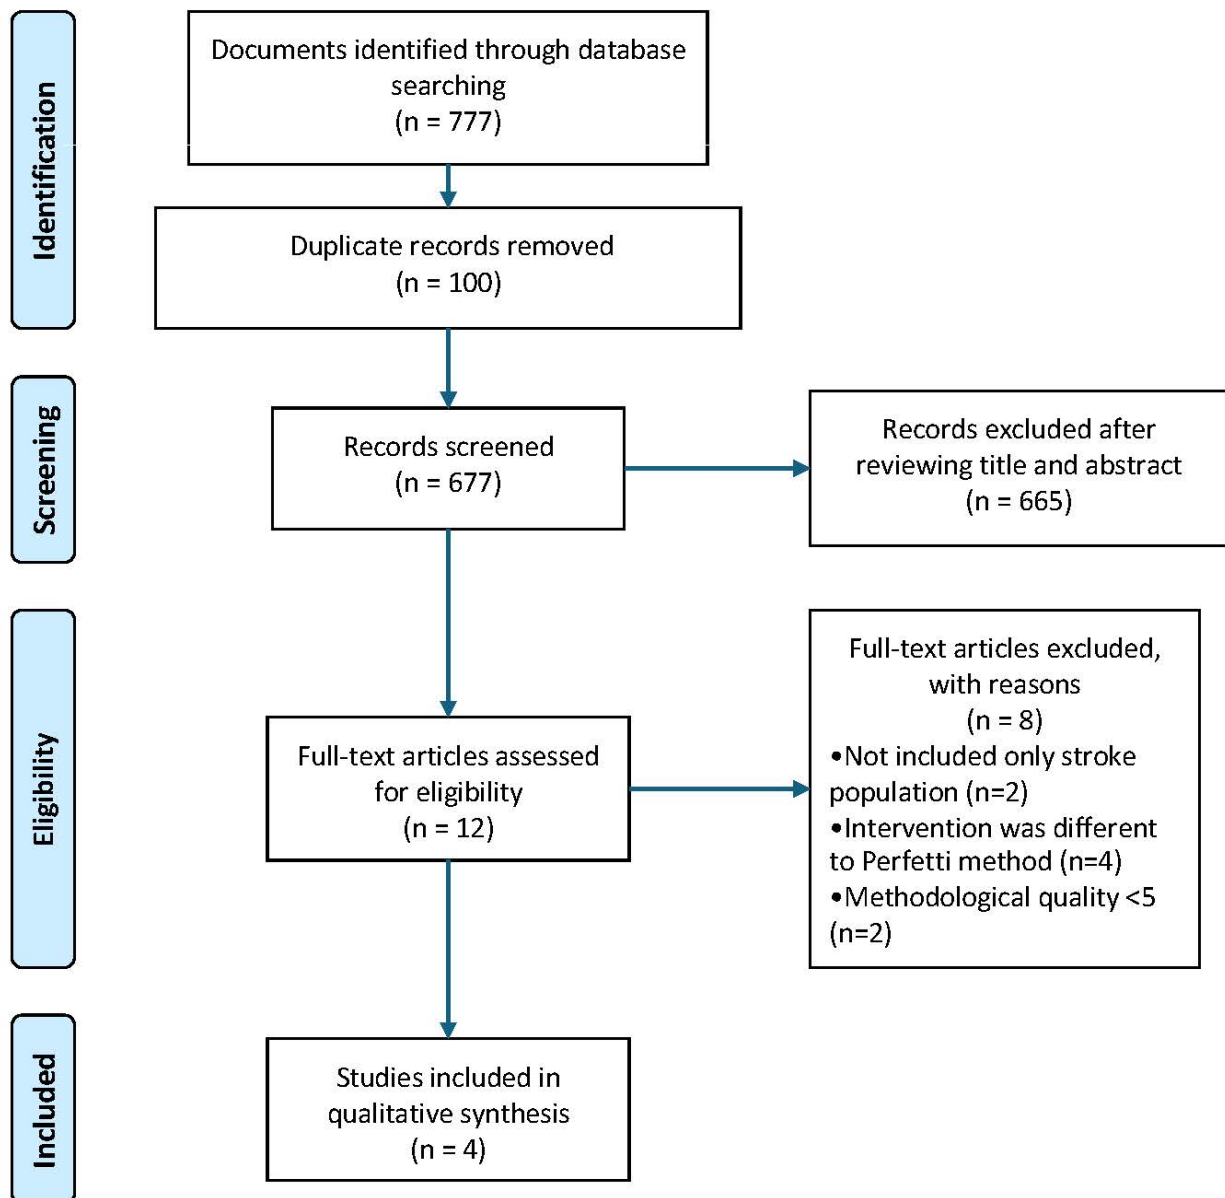 Identification
Documents identified through database
searching
(n = 777)
Duplicate records removed
(n = 100)
Screening
Records screened
(n = 677)
Records excluded after
reviewing title and abstract
(n = 665)
Eligibility
Full-text articles assessed
for eligibility
(n = 12)
Full-text articles excluded,
with reasons
(n = 8)
•Not included only stroke
population (n=2)
•Intervention was different
to Perfetti method (n=4)
•Methodological quality <5
(n=2)
Included
Studies included in
qualitative synthesis
(n = 4)